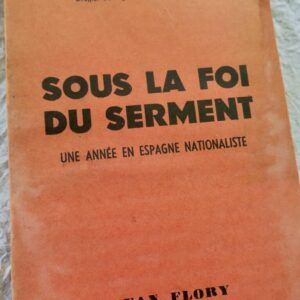 SOUS LA FOI
DU SERMENT
UNE ANNÉE EN ESPAGNE NATIONALISTE
FLORY